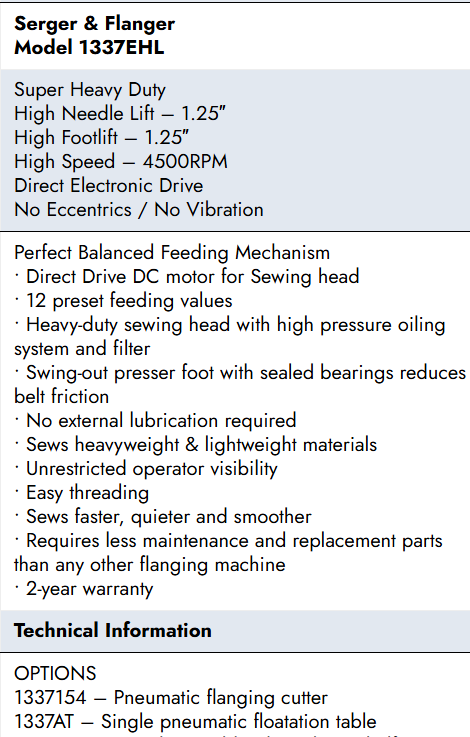 Serger & Flanger
Model 1337EHL
Super Heavy Duty
High Needle Lift – 1.25″
High Footlift – 1.25″
High Speed – 4500RPM
Direct Electronic Drive
No Eccentrics / No Vibration
Perfect Balanced Feeding Mechanism
· Direct Drive DC motor for Sewing head
· 12 preset feeding values
· Heavy-duty sewing head with high pressure oiling
system and filter
· Swing-out presser foot with sealed bearings reduces
belt friction
· No external lubrication required
· Sews heavyweight & lightweight materials
· Unrestricted operator visibility
· Easy threading
· Sews faster, quieter and smoother
· Requires less maintenance and replacement parts
than any other flanging machine
· 2-year warranty
Technical Information
OPTIONS
1337154 – Pneumatic flanging cutter
1337AT – Single pneumatic floatation table